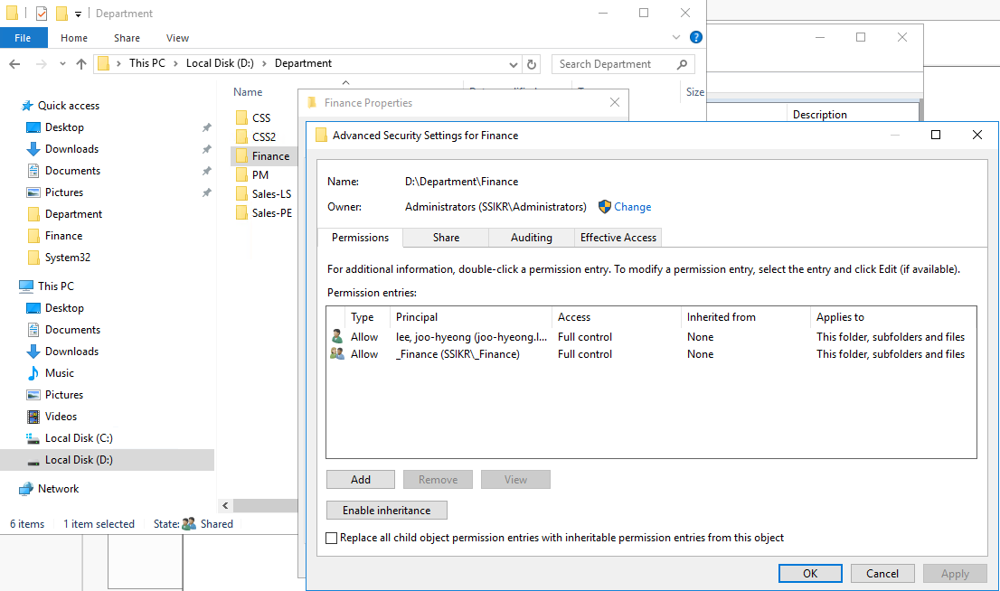 Department
File Home Share View
This PC > Local Disk (D:) > Department
Search Department
Quick access
Desktop
Downloads
Documents
Pictures
Department
Finance
System32
This PC
Desktop
Documents
Downloads
Music
Pictures
Videos
Local Disk (C:)
Local Disk (D:)
Network
Name
Size
CSS
CSS2
Finance
PM
Sales-LS
Sales-PE
6 items 1 item selected State: Shared
Description
Finance Properties
Advanced Security Settings for Finance
Name: D:\Department\Finance
Owner: Administrators (SSIKR\Administrators) Change
Permissions Share Auditing Effective Access
For additional information, double-click a permission entry. To modify a permission entry, select the entry and click Edit (if available).
Permission entries:
Type Principal Access Inherited from Applies to
Allow lee, joo-hyeong (joo-hyeong.l... Full control None This folder, subfolders and files
Allow _Finance (SSIKR\_Finance) Full control None This folder, subfolders and files
Add Remove View
Enable inheritance
Replace all child object permission entries with inheritable permission entries from this object
OK Cancel Apply